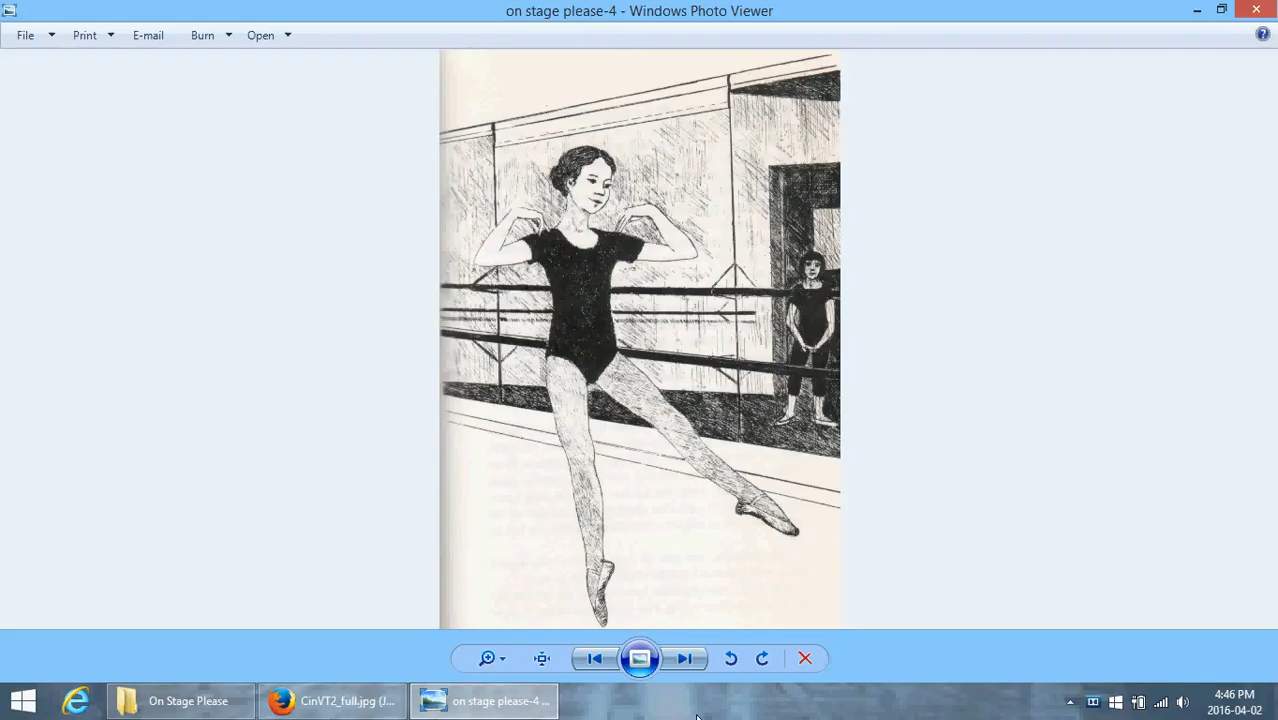 on stage please-4 - Windows Photo Viewer
File Print E-mail Burn Open
On Stage Please CinVT2_full.jpg (J... on stage please-4 ...
4:46 PM
2016-04-02